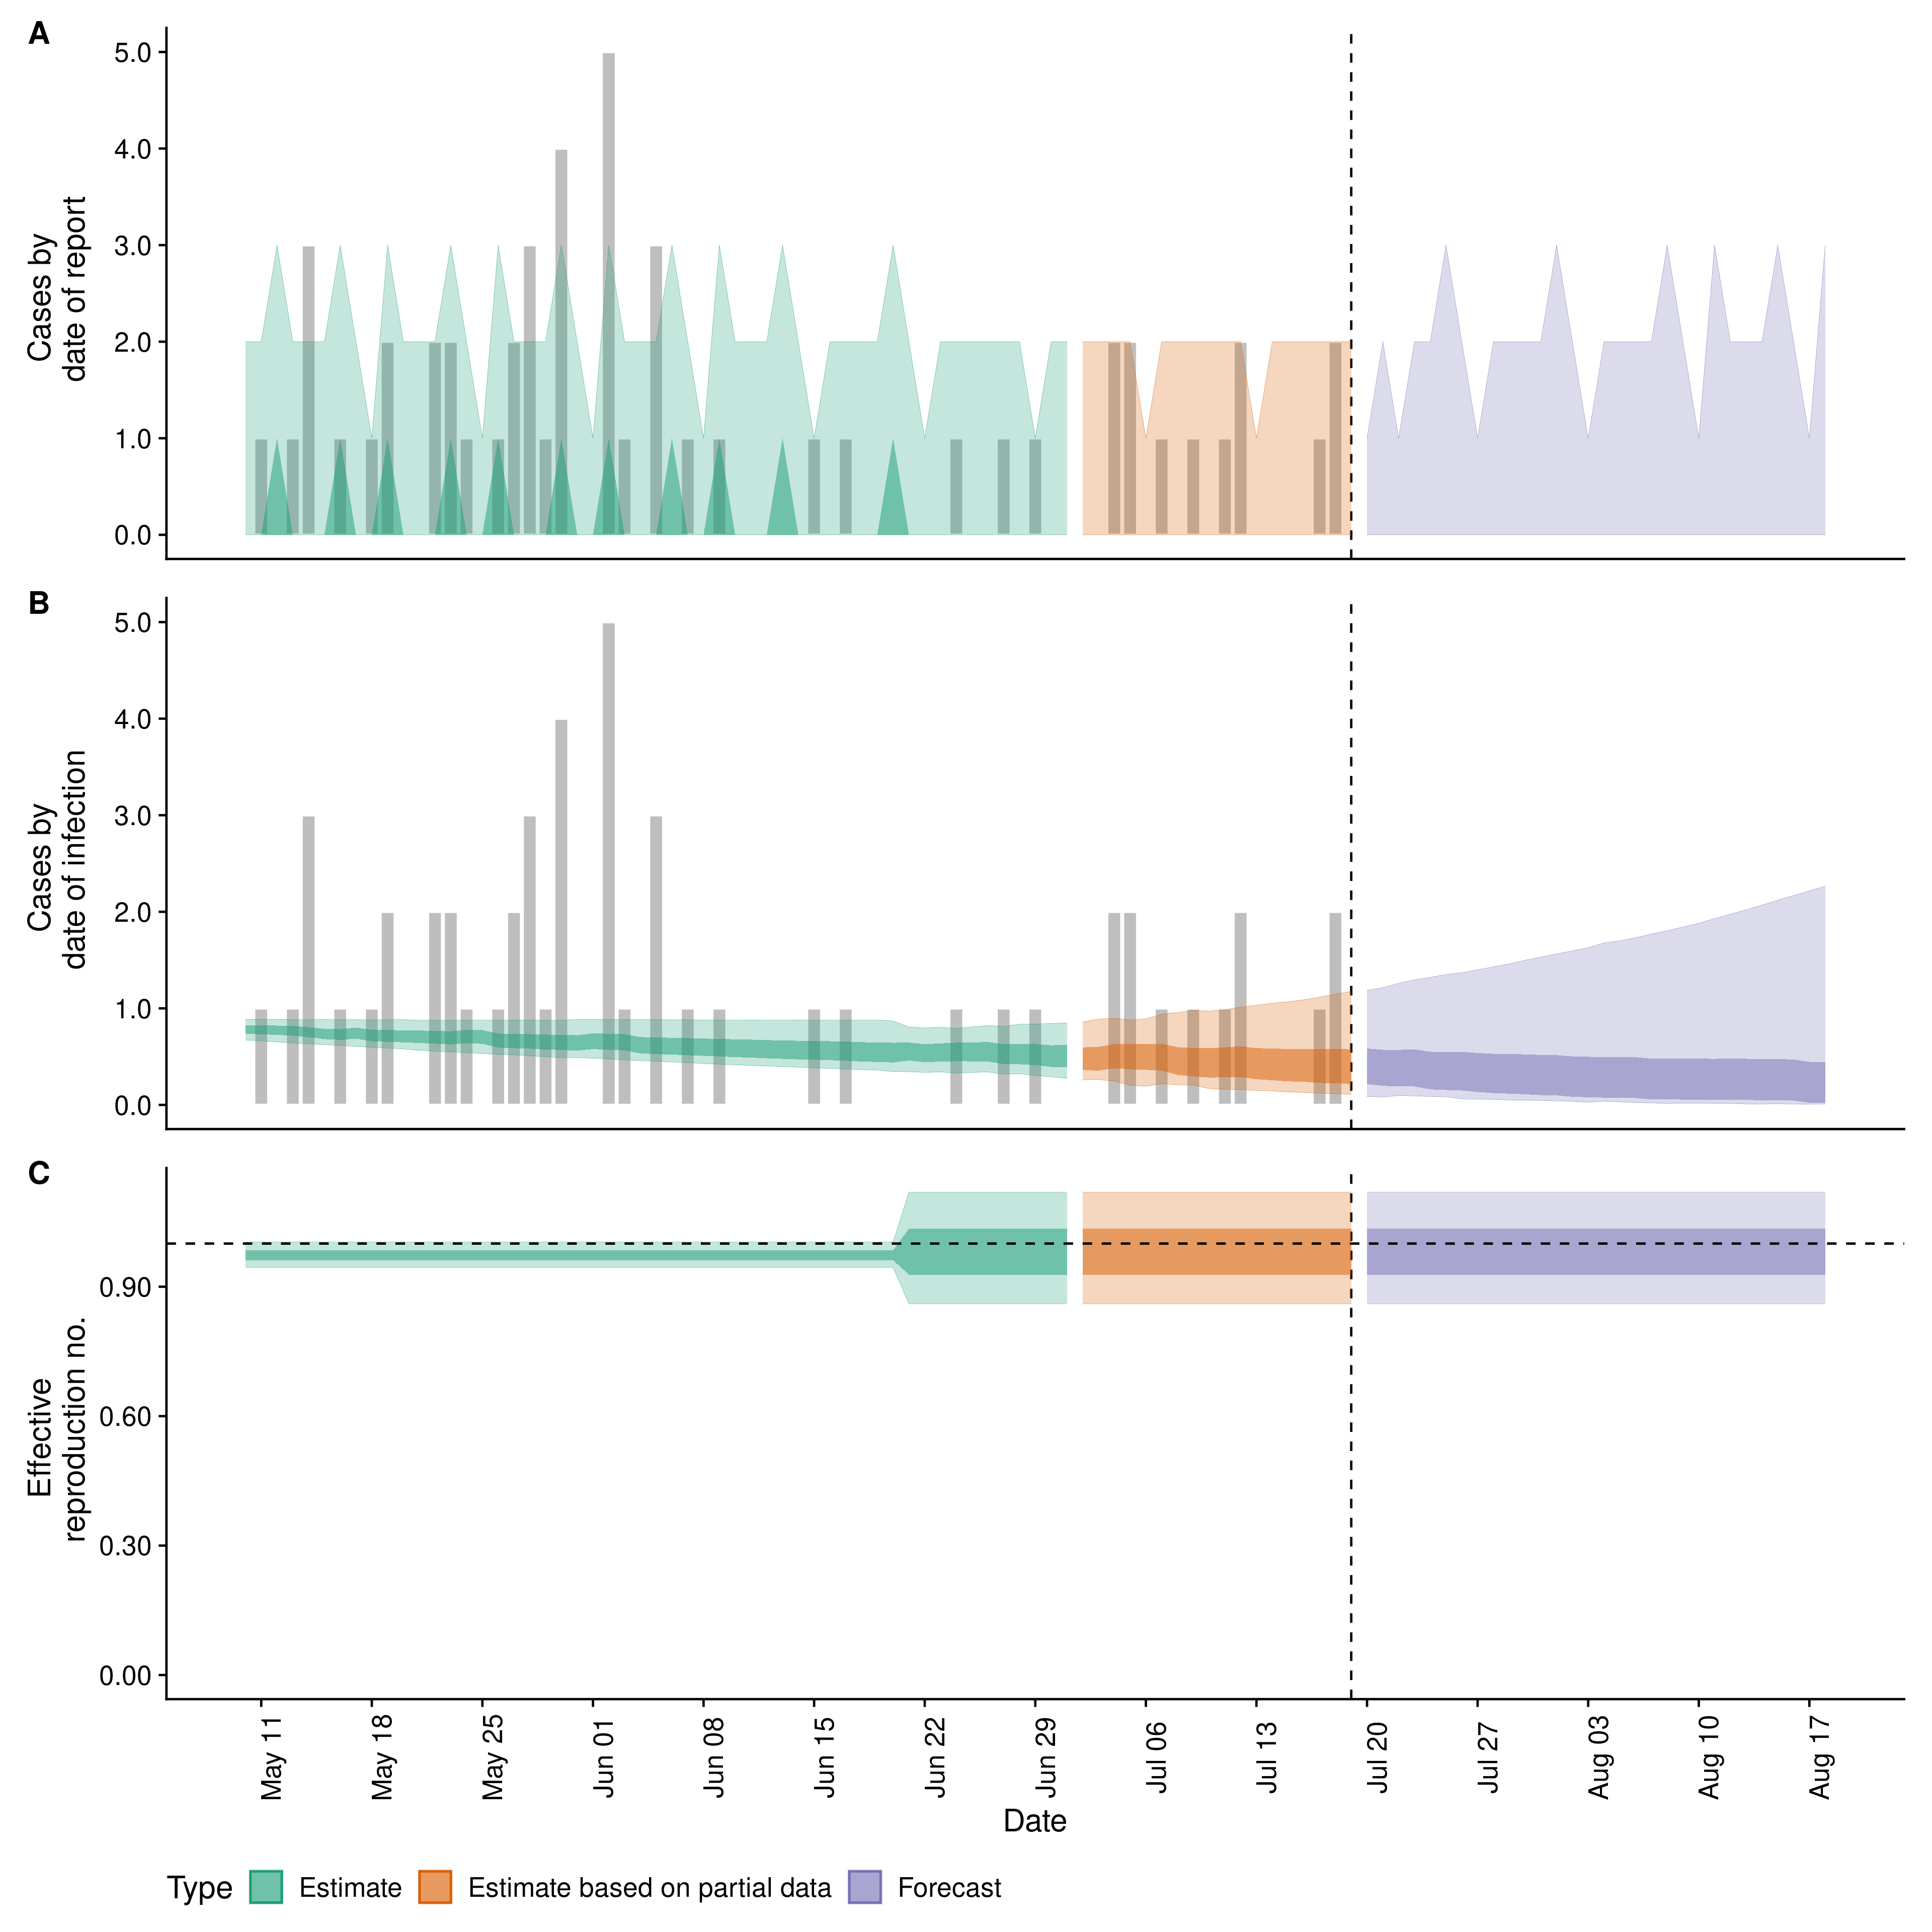 A
5.0
4.0
3.0
2.0
1.0
0.0
Cases by
date of report
B
5.0
4.0
3.0
2.0
1.0
0.0
Cases by
date of infection
C
0.90
0.60
0.30
0.00
Effective
reproduction no.
May 11
May 18
May 25
Jun 01
Jun 08
Jun 15
Jun 22
Jun 29
Jul 06
Jul 13
Jul 20
Jul 27
Aug 03
Aug 10
Aug 17
Date
Type Estimate Estimate based on partial data Forecast